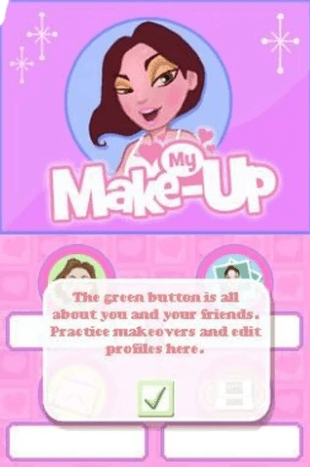 My
Make-Up
The green button is all
about you and your friends.
Practice makeovers and edit
profiles here.